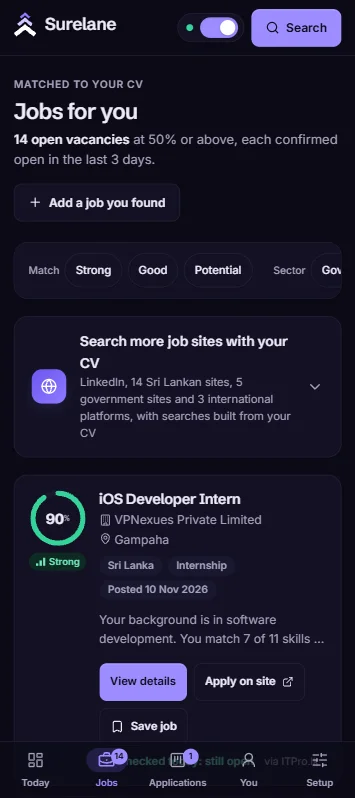 Surelane
Search
MATCHED TO YOUR CV
Jobs for you
14 open vacancies at 50% or above, each confirmed
open in the last 3 days.
+ Add a job you found
Match Strong Good Potential Sector
Search more job sites with your
CV
LinkedIn, 14 Sri Lankan sites, 5
government sites and 3 international
platforms, with searches built from your
CV
90%
Strong
iOS Developer Intern
VPNexues Private Limited
Gampaha
Sri Lanka Internship
Posted 10 Nov 2026
Your background is in software
development. You match 7 of 11 skills ...
View details Apply on site
Save job
still via
14 1
Today Jobs Applications You Setup